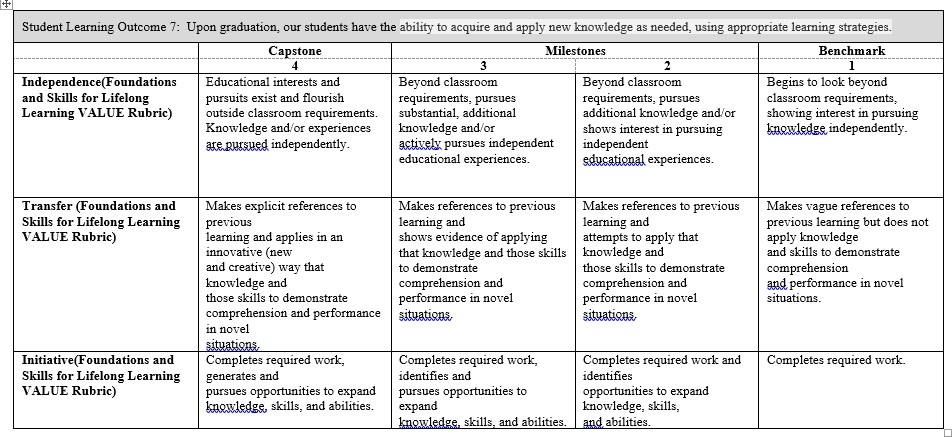 Student Learning Outcome 7: Upon graduation, our students have the ability to acquire and apply new knowledge as needed, using appropriate learning strategies.
Capstone
Milestones
Benchmark
4
3
2
1
Independence(Foundations
and Skills for Lifelong
Learning VALUE Rubric)
Educational interests and
pursuits exist and flourish
outside classroom requirements.
Knowledge and/or experiences
are pursued independently.
Beyond classroom
requirements, pursues
substantial, additional
knowledge and/or
actively pursues independent
educational experiences.
Beyond classroom
requirements, pursues
additional knowledge and/or
shows interest in pursuing
independent
educational experiences.
Begins to look beyond
classroom requirements,
showing interest in pursuing
knowledge independently.
Transfer (Foundations and
Skills for Lifelong Learning
VALUE Rubric)
Makes explicit references to
previous
learning and applies in an
innovative (new
and creative) way that
knowledge and
those skills to demonstrate
comprehension and performance
in novel
situations.
Makes references to previous
learning and
shows evidence of applying
that knowledge and those skills
to demonstrate
comprehension and
performance in novel
situations.
Makes references to previous
learning and
attempts to apply that
knowledge and
those skills to demonstrate
comprehension and
performance in novel
situations.
Makes vague references to
previous learning but does not
apply knowledge
and skills to demonstrate
comprehension
and performance in novel
situations.
Initiative(Foundations and
Skills for Lifelong Learning
VALUE Rubric)
Completes required work,
generates and
pursues opportunities to expand
knowledge, skills, and abilities.
Completes required work,
identifies and
pursues opportunities to
expand
knowledge, skills, and abilities.
Completes required work and
identifies
opportunities to expand
knowledge, skills,
and abilities.
Completes required work.